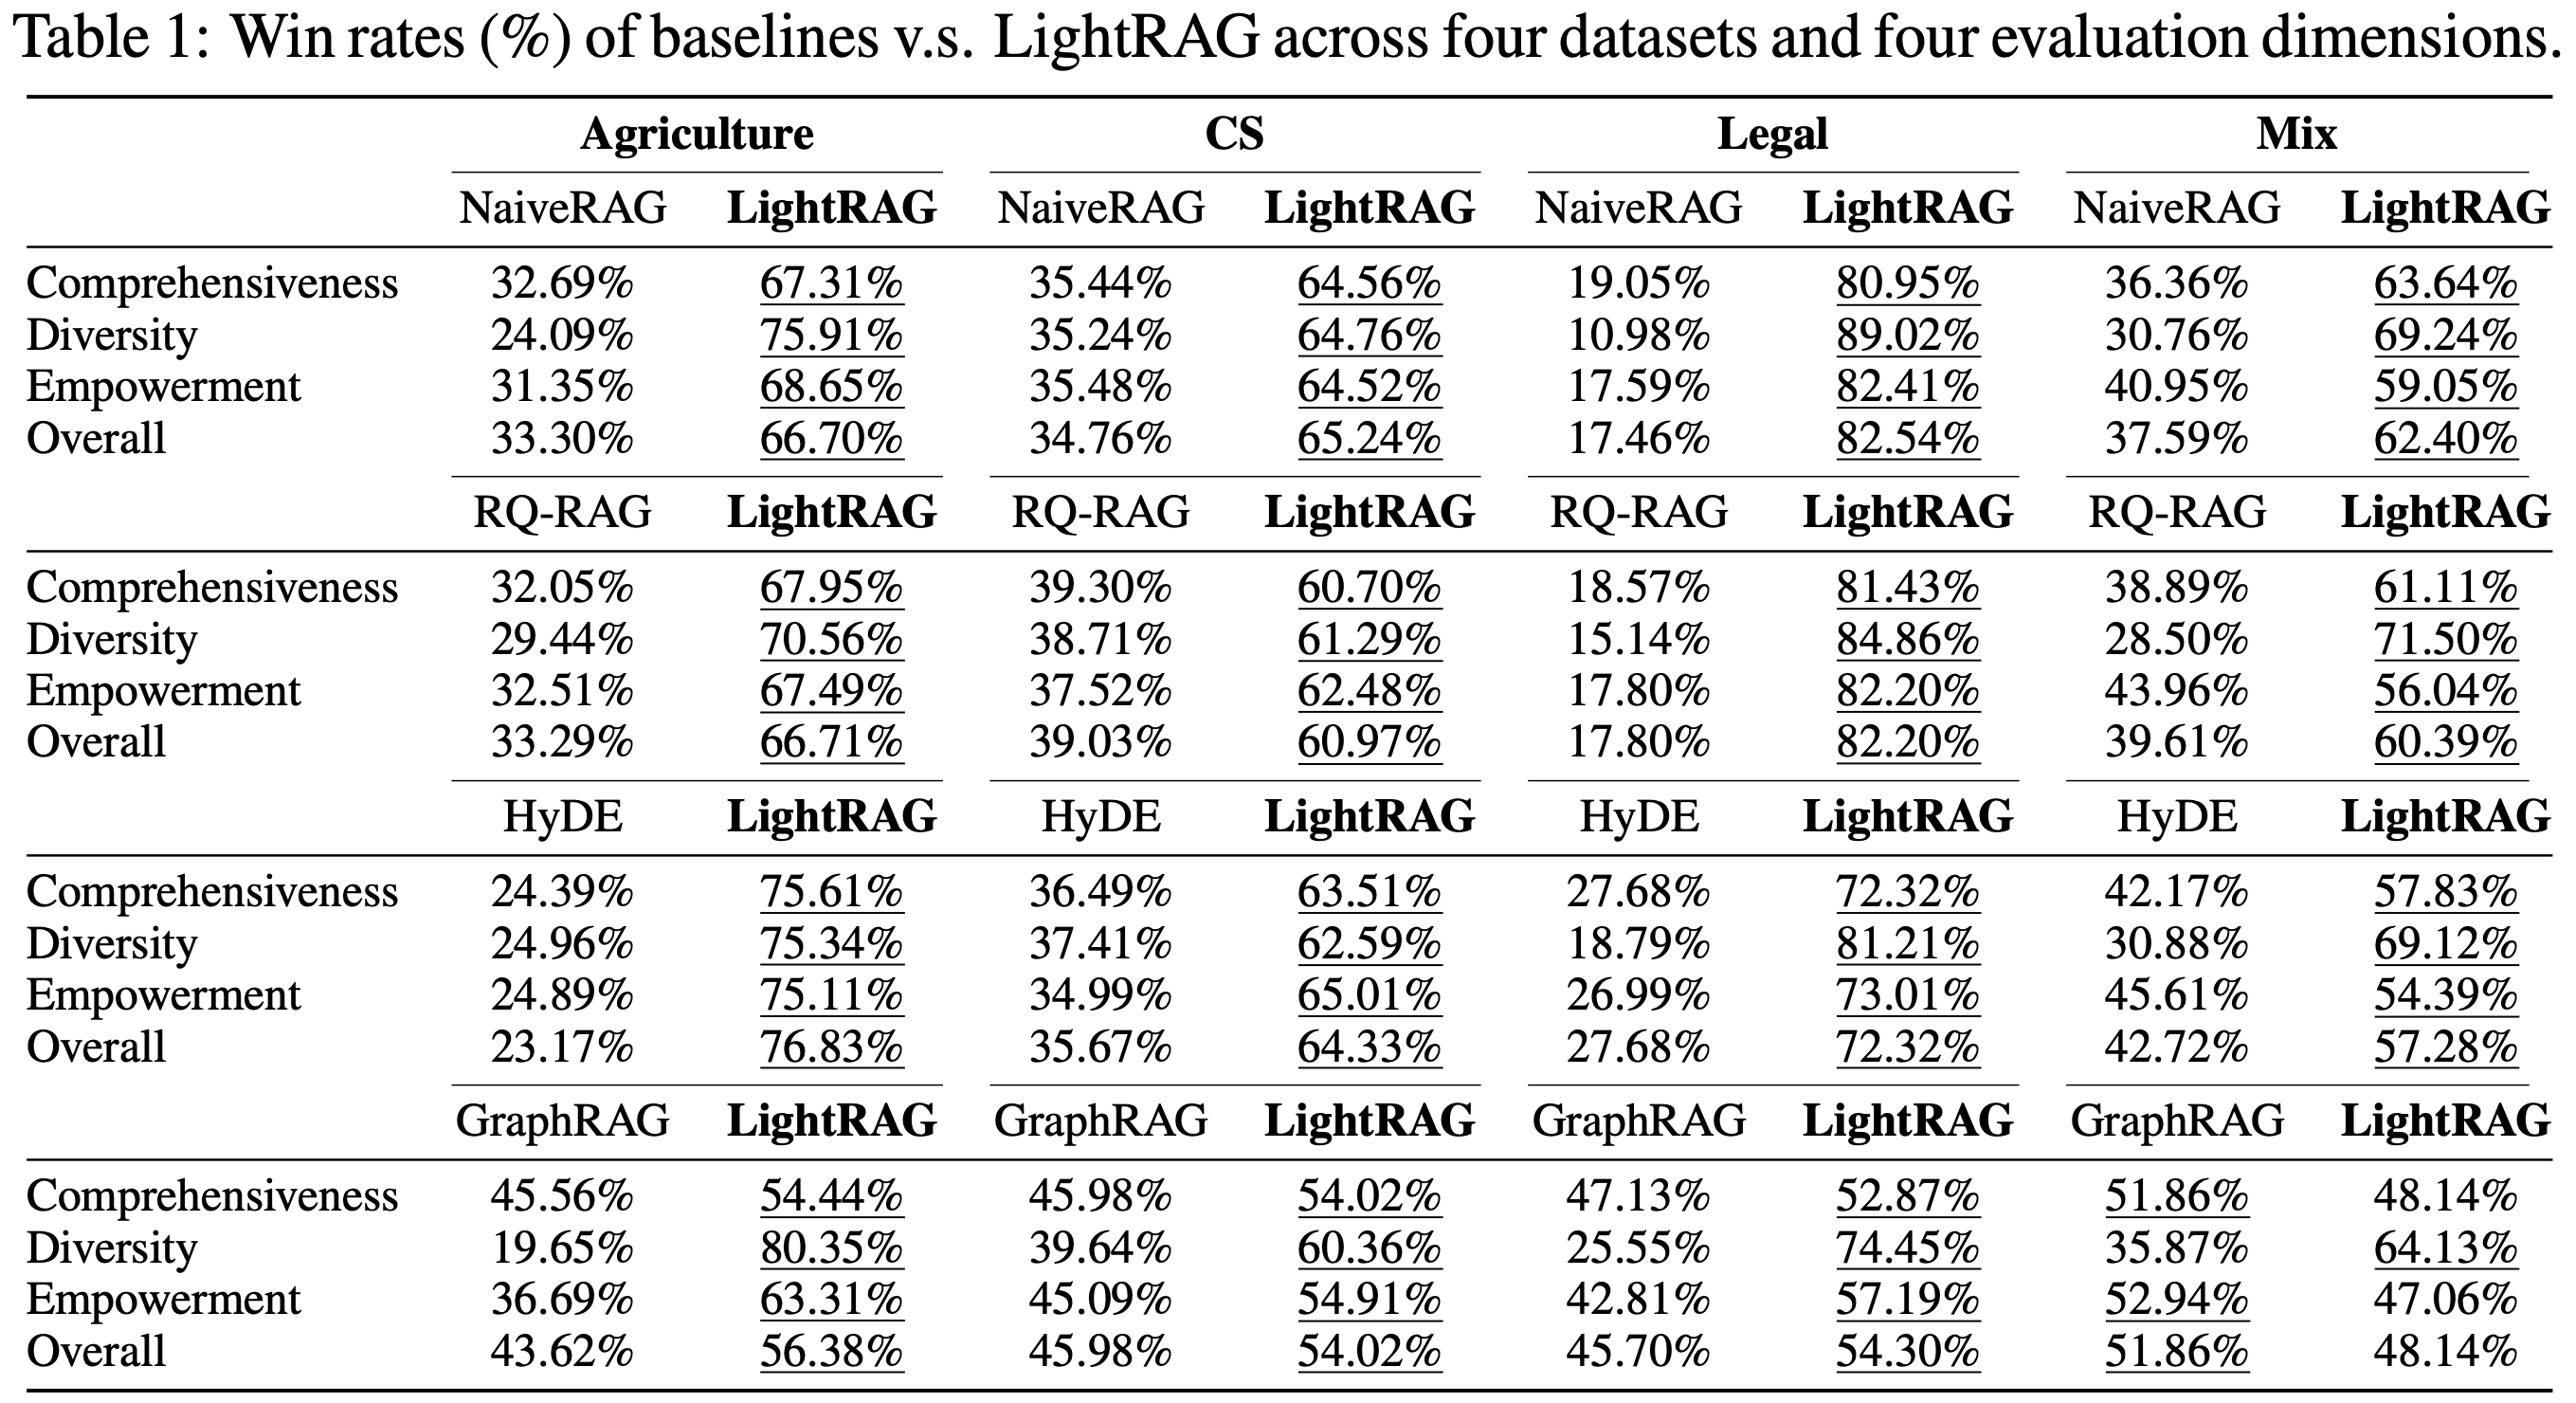 Table 1: Win rates (%) of baselines v.s. LightRAG across four datasets and four evaluation dimensions.
Agriculture CS Legal Mix
NaiveRAG LightRAG NaiveRAG LightRAG NaiveRAG LightRAG NaiveRAG LightRAG
Comprehensiveness 32.69% 67.31% 35.44% 64.56% 19.05% 80.95% 36.36% 63.64%
Diversity 24.09% 75.91% 35.24% 64.76% 10.98% 89.02% 30.76% 69.24%
Empowerment 31.35% 68.65% 35.48% 64.52% 17.59% 82.41% 40.95% 59.05%
Overall 33.30% 66.70% 34.76% 65.24% 17.46% 82.54% 37.59% 62.40%
RQ-RAG LightRAG RQ-RAG LightRAG RQ-RAG LightRAG RQ-RAG LightRAG
Comprehensiveness 32.05% 67.95% 39.30% 60.70% 18.57% 81.43% 38.89% 61.11%
Diversity 29.44% 70.56% 38.71% 61.29% 15.14% 84.86% 28.50% 71.50%
Empowerment 32.51% 67.49% 37.52% 62.48% 17.80% 82.20% 43.96% 56.04%
Overall 33.29% 66.71% 39.03% 60.97% 17.80% 82.20% 39.61% 60.39%
HyDE LightRAG HyDE LightRAG HyDE LightRAG HyDE LightRAG
Comprehensiveness 24.39% 75.61% 36.49% 63.51% 27.68% 72.32% 42.17% 57.83%
Diversity 24.96% 75.34% 37.41% 62.59% 18.79% 81.21% 30.88% 69.12%
Empowerment 24.89% 75.11% 34.99% 65.01% 26.99% 73.01% 45.61% 54.39%
Overall 23.17% 76.83% 35.67% 64.33% 27.68% 72.32% 42.72% 57.28%
GraphRAG LightRAG GraphRAG LightRAG GraphRAG LightRAG GraphRAG LightRAG
Comprehensiveness 45.56% 54.44% 45.98% 54.02% 47.13% 52.87% 51.86% 48.14%
Diversity 19.65% 80.35% 39.64% 60.36% 25.55% 74.45% 35.87% 64.13%
Empowerment 36.69% 63.31% 45.09% 54.91% 42.81% 57.19% 52.94% 47.06%
Overall 43.62% 56.38% 45.98% 54.02% 45.70% 54.30% 51.86% 48.14%